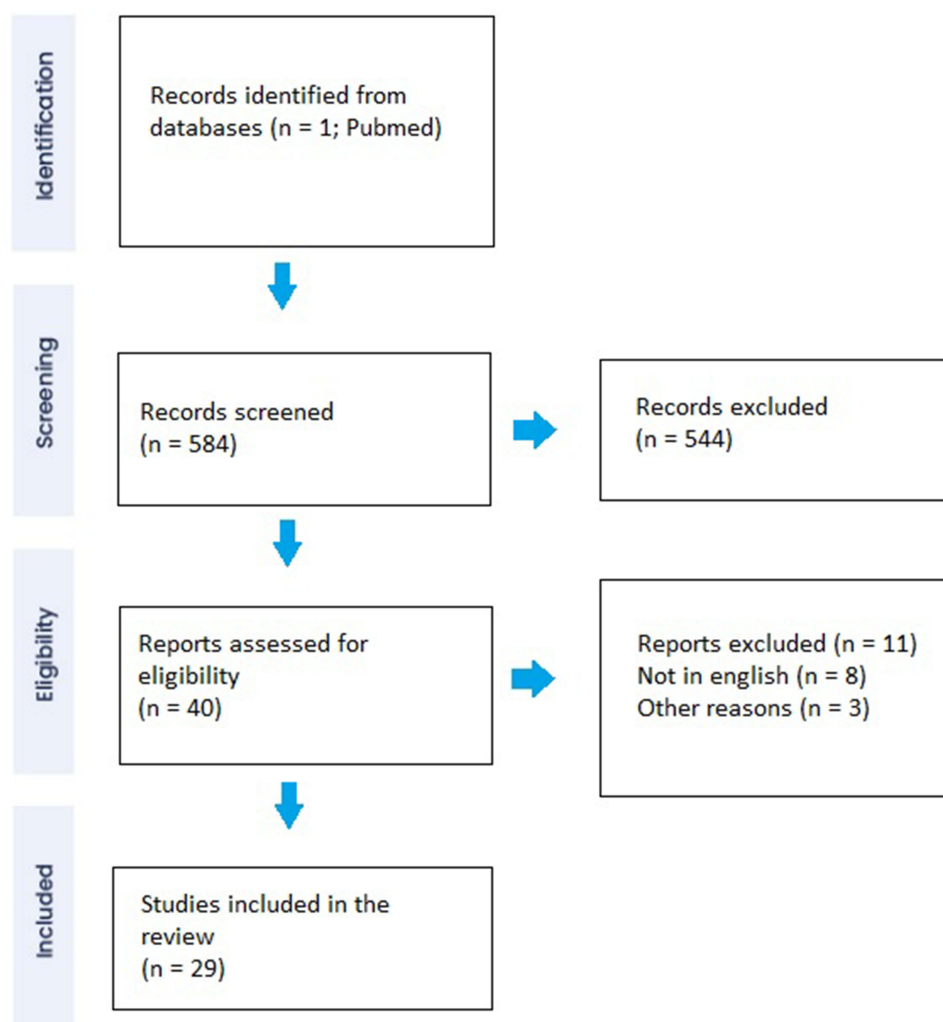 Identification
Records identified from
databases (n = 1; Pubmed)
Screening
Records screened
(n = 584)
Records excluded
(n = 544)
Eligibility
Reports assessed for
eligibility
(n = 40)
Reports excluded (n = 11)
Not in english (n = 8)
Other reasons (n = 3)
Included
Studies included in the
review
(n = 29)